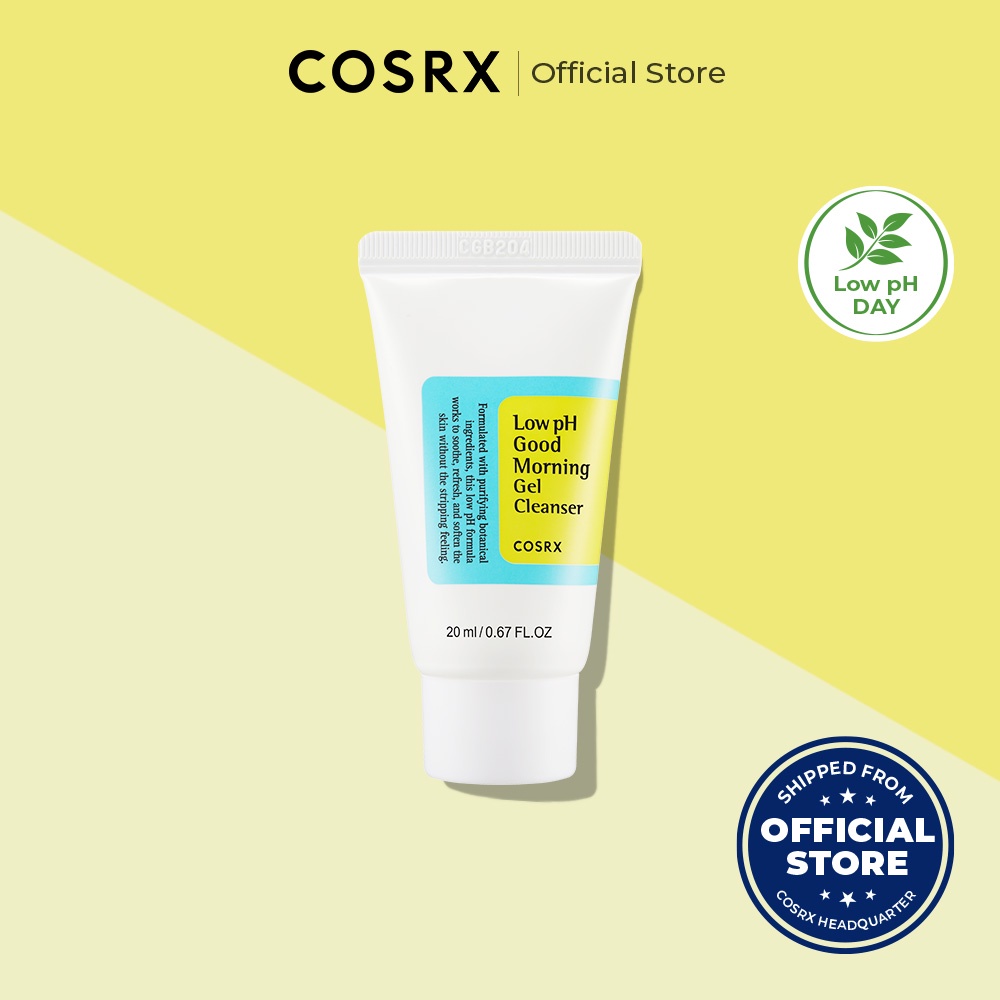 COSRX | Official Store
Low pH
DAY
CGB20A
Formulated with purifying botanical
ingredients, this low pH formula
works to soothe, refresh, and soften the
skin without the stripping feeling.
Low pH
Good
Morning
Gel
Cleanser
COSRX
20 ml / 0.67 FL.OZ
SHIPPED FROM
OFFICIAL
STORE
COSRX HEADQUARTER